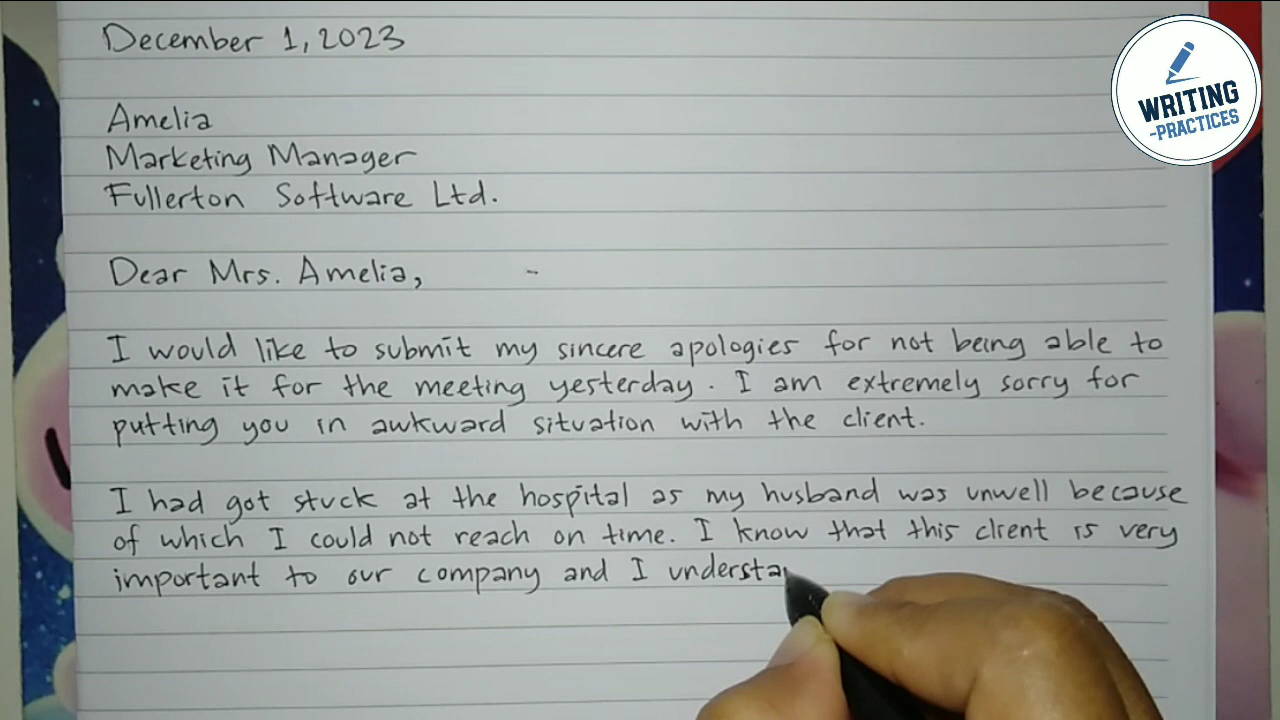 December 1, 2023
Amelia
Marketing Manager
Fullerton Software Ltd.
Dear Mrs. Amelia,
I would like to submit my sincere apologies for not being able to
make it for the meeting yesterday. I am extremely sorry for
putting you in awkward situation with the client.
I had got stuck at the hospital as my husband was unwell because
of which I could not reach on time. I know that this client is very
important to our company and I understa
WRITING
-PRACTICES